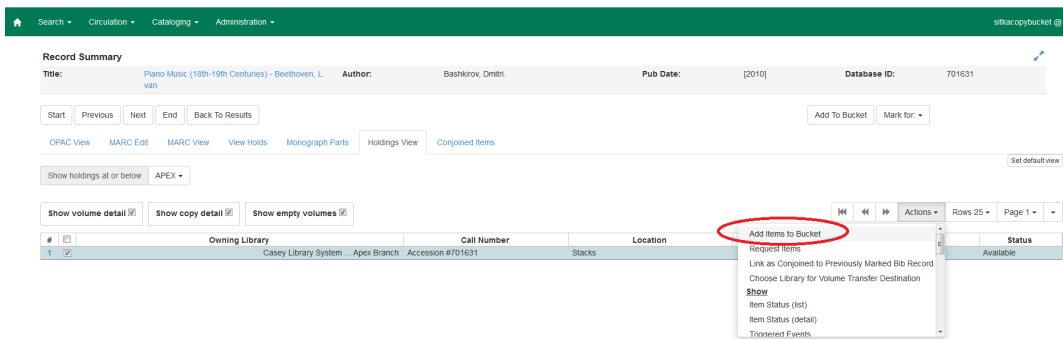 Search Circulation Cataloging Administration sitkacopybucket @
Record Summary
Title: Piano Music (18th-19th Centuries) - Beethoven, L. Author: Bashkirov, Dmitri. Pub Date: [2010] Database ID: 701631
van
Start Previous Next End Back To Results Add To Bucket Mark for:
OPAC View MARC Edit MARC View View Holds Monograph Parts Holdings View Conjoined Items
Set default view
Show holdings at or below APEX
Show volume detail Show copy detail Show empty volumes Actions Rows 25 Page 1
# Owning Library Call Number Location Status
1 Casey Library System ... Apex Branch Accession #701631 Stacks Available
Add Items to Bucket
Request Items
Link as Conjoined to Previously Marked Bib Record
Choose Library for Volume Transfer Destination
Show
Item Status (list)
Item Status (detail)
Triggered Events